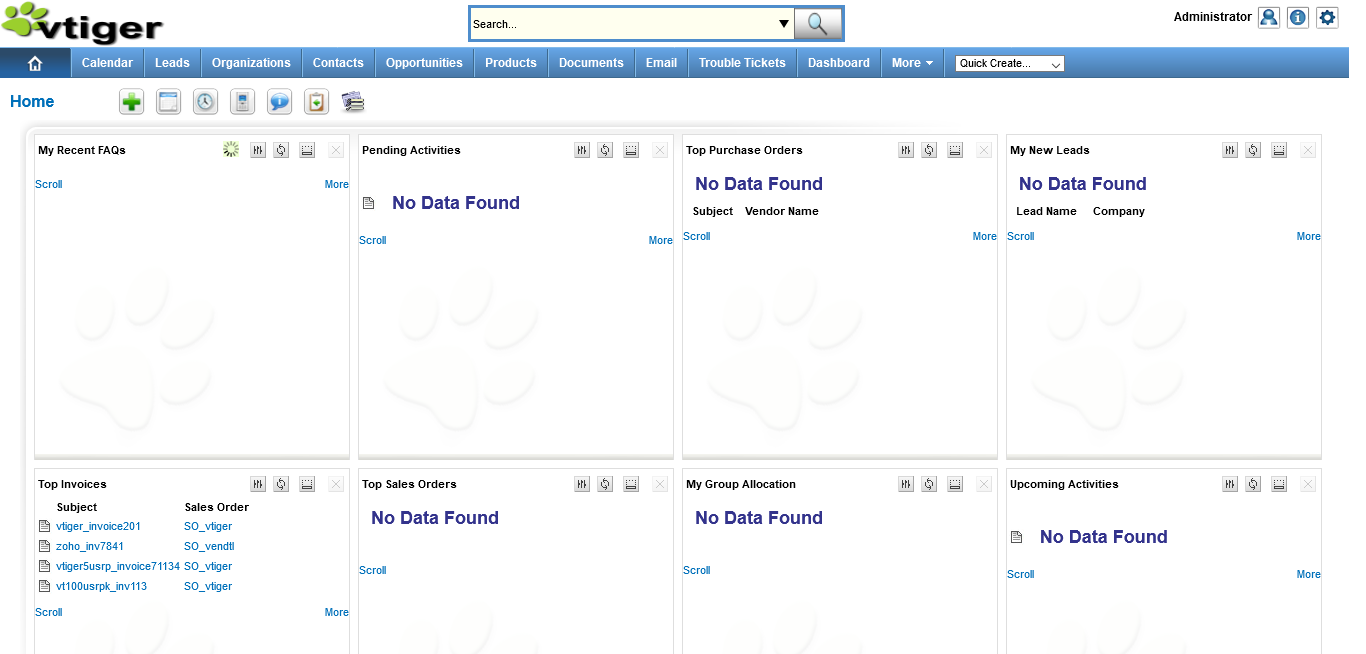 vtiger
Search...
Administrator
Calendar Leads Organizations Contacts Opportunities Products Documents Email Trouble Tickets Dashboard More Quick Create...
Home
My Recent FAQs
Scroll More
Pending Activities
No Data Found
Scroll More
Top Purchase Orders
No Data Found
Subject Vendor Name
Scroll More
My New Leads
No Data Found
Lead Name Company
Scroll More
Top Invoices
Subject Sales Order
vtiger_invoice201 SO_vtiger
zoho_inv7841 SO_vendtl
vtiger5usrp_invoice71134 SO_vtiger
vt100usrpk_inv113 SO_vtiger
Scroll More
Top Sales Orders
No Data Found
Scroll
My Group Allocation
No Data Found
Scroll
Upcoming Activities
No Data Found
Scroll More